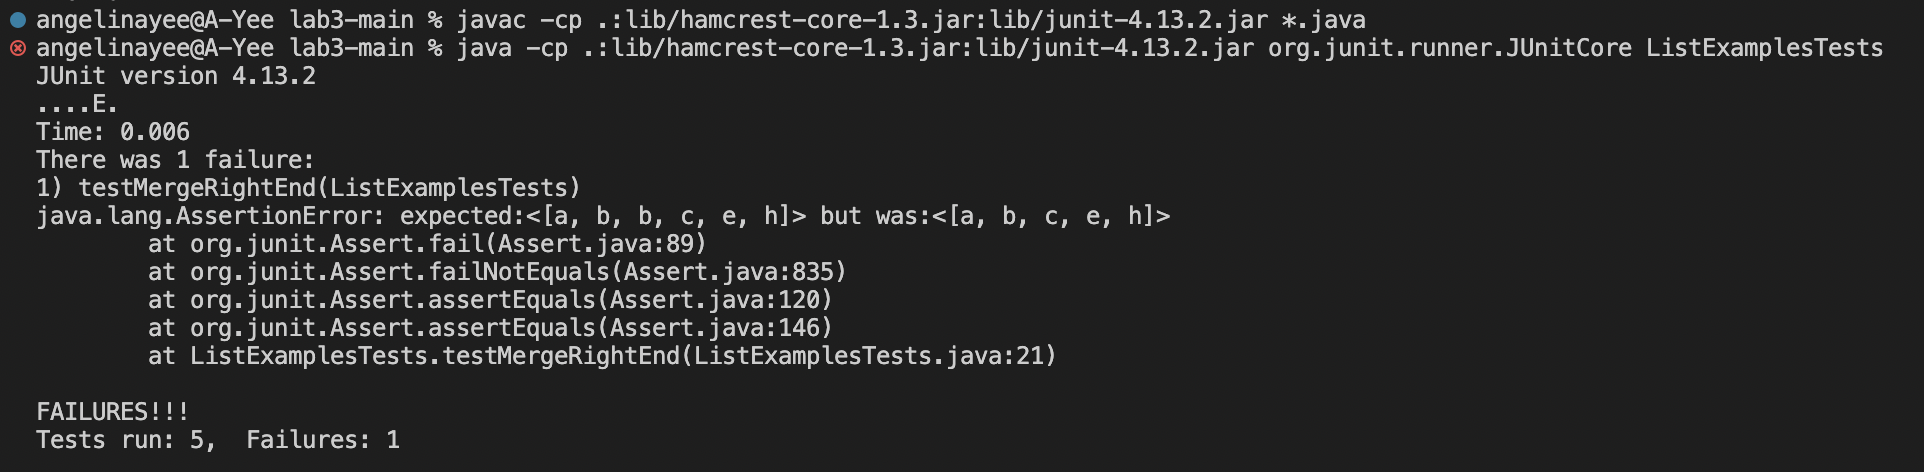 angelinayee@A-Yee lab3-main % javac -cp .:lib/hamcrest-core-1.3.jar:lib/junit-4.13.2.jar *.java
angelinayee@A-Yee lab3-main % java -cp .:lib/hamcrest-core-1.3.jar:lib/junit-4.13.2.jar org.junit.runner.JUnitCore ListExamplesTests
JUnit version 4.13.2
....E.
Time: 0.006
There was 1 failure:
1) testMergeRightEnd(ListExamplesTests)
java.lang.AssertionError: expected:<[a, b, b, c, e, h]> but was:<[a, b, c, e, h]>
        at org.junit.Assert.fail(Assert.java:89)
        at org.junit.Assert.failNotEquals(Assert.java:835)
        at org.junit.Assert.assertEquals(Assert.java:120)
        at org.junit.Assert.assertEquals(Assert.java:146)
        at ListExamplesTests.testMergeRightEnd(ListExamplesTests.java:21)

FAILURES!!!
Tests run: 5,  Failures: 1